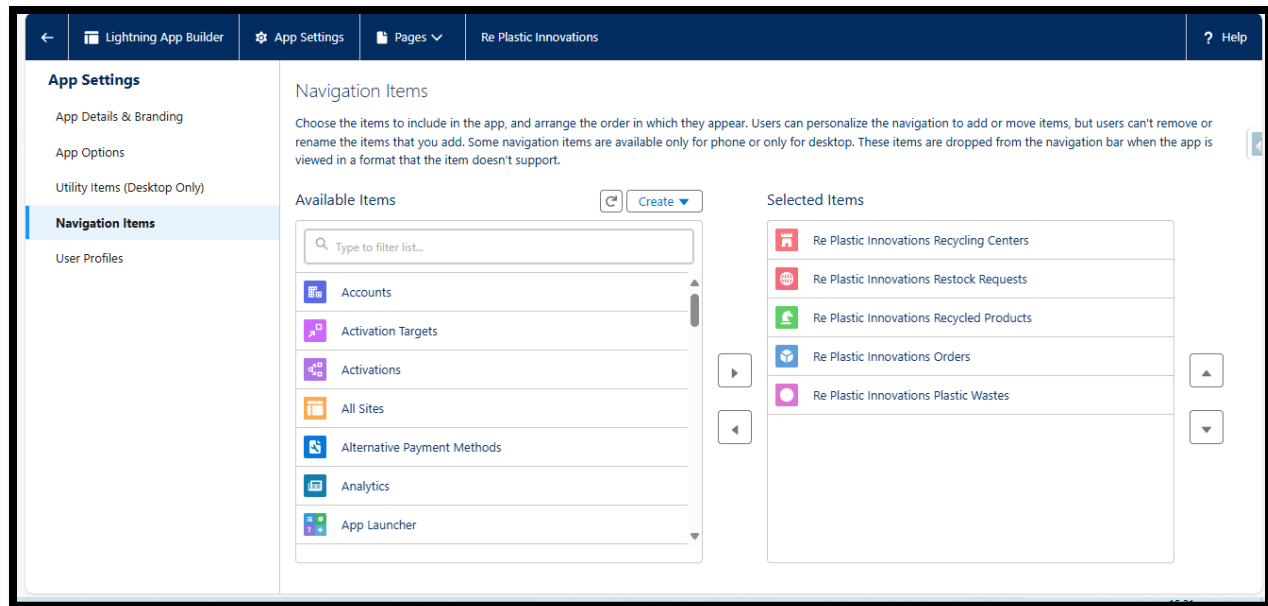 Lightning App Builder
App Settings
Pages
Re Plastic Innovations
? Help
App Settings
App Details & Branding
App Options
Utility Items (Desktop Only)
Navigation Items
User Profiles
Navigation Items
Choose the items to include in the app, and arrange the order in which they appear. Users can personalize the navigation to add or move items, but users can't remove or
rename the items that you add. Some navigation items are available only for phone or only for desktop. These items are dropped from the navigation bar when the app is
viewed in a format that the item doesn't support.
Available Items
Create
Type to filter list...
Accounts
Activation Targets
Activations
All Sites
Alternative Payment Methods
Analytics
App Launcher
Selected Items
Re Plastic Innovations Recycling Centers
Re Plastic Innovations Restock Requests
Re Plastic Innovations Recycled Products
Re Plastic Innovations Orders
Re Plastic Innovations Plastic Wastes